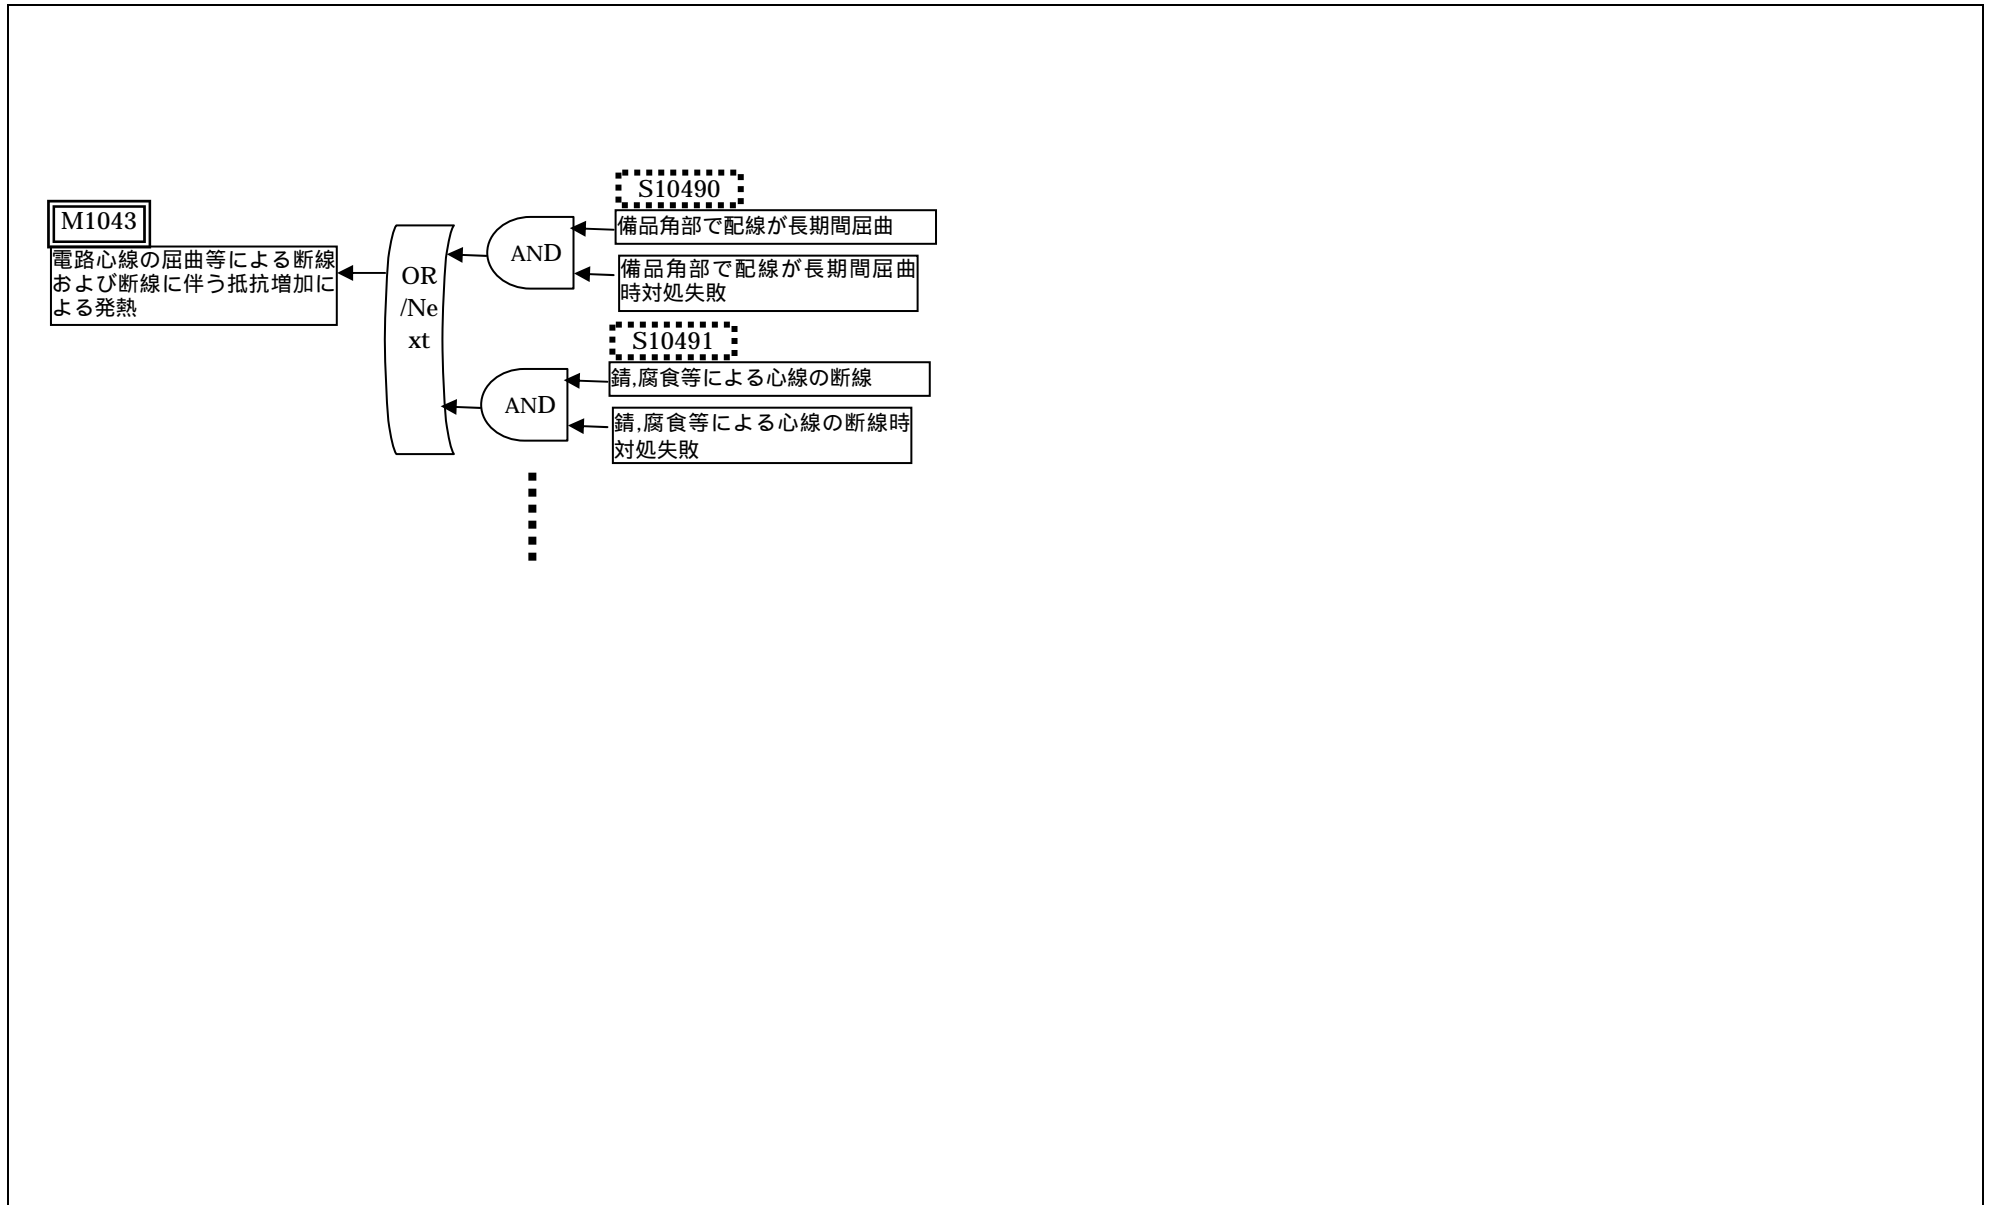 M1043
電路心線の屈曲等による断線
および断線に伴う抵抗増加に
よる発熱
OR
/Ne
xt
AND
S10490
備品角部で配線が長期間屈曲
備品角部で配線が長期間屈曲
時対処失敗
AND
S10491
錆,腐食等による心線の断線
錆,腐食等による心線の断線時
対処失敗